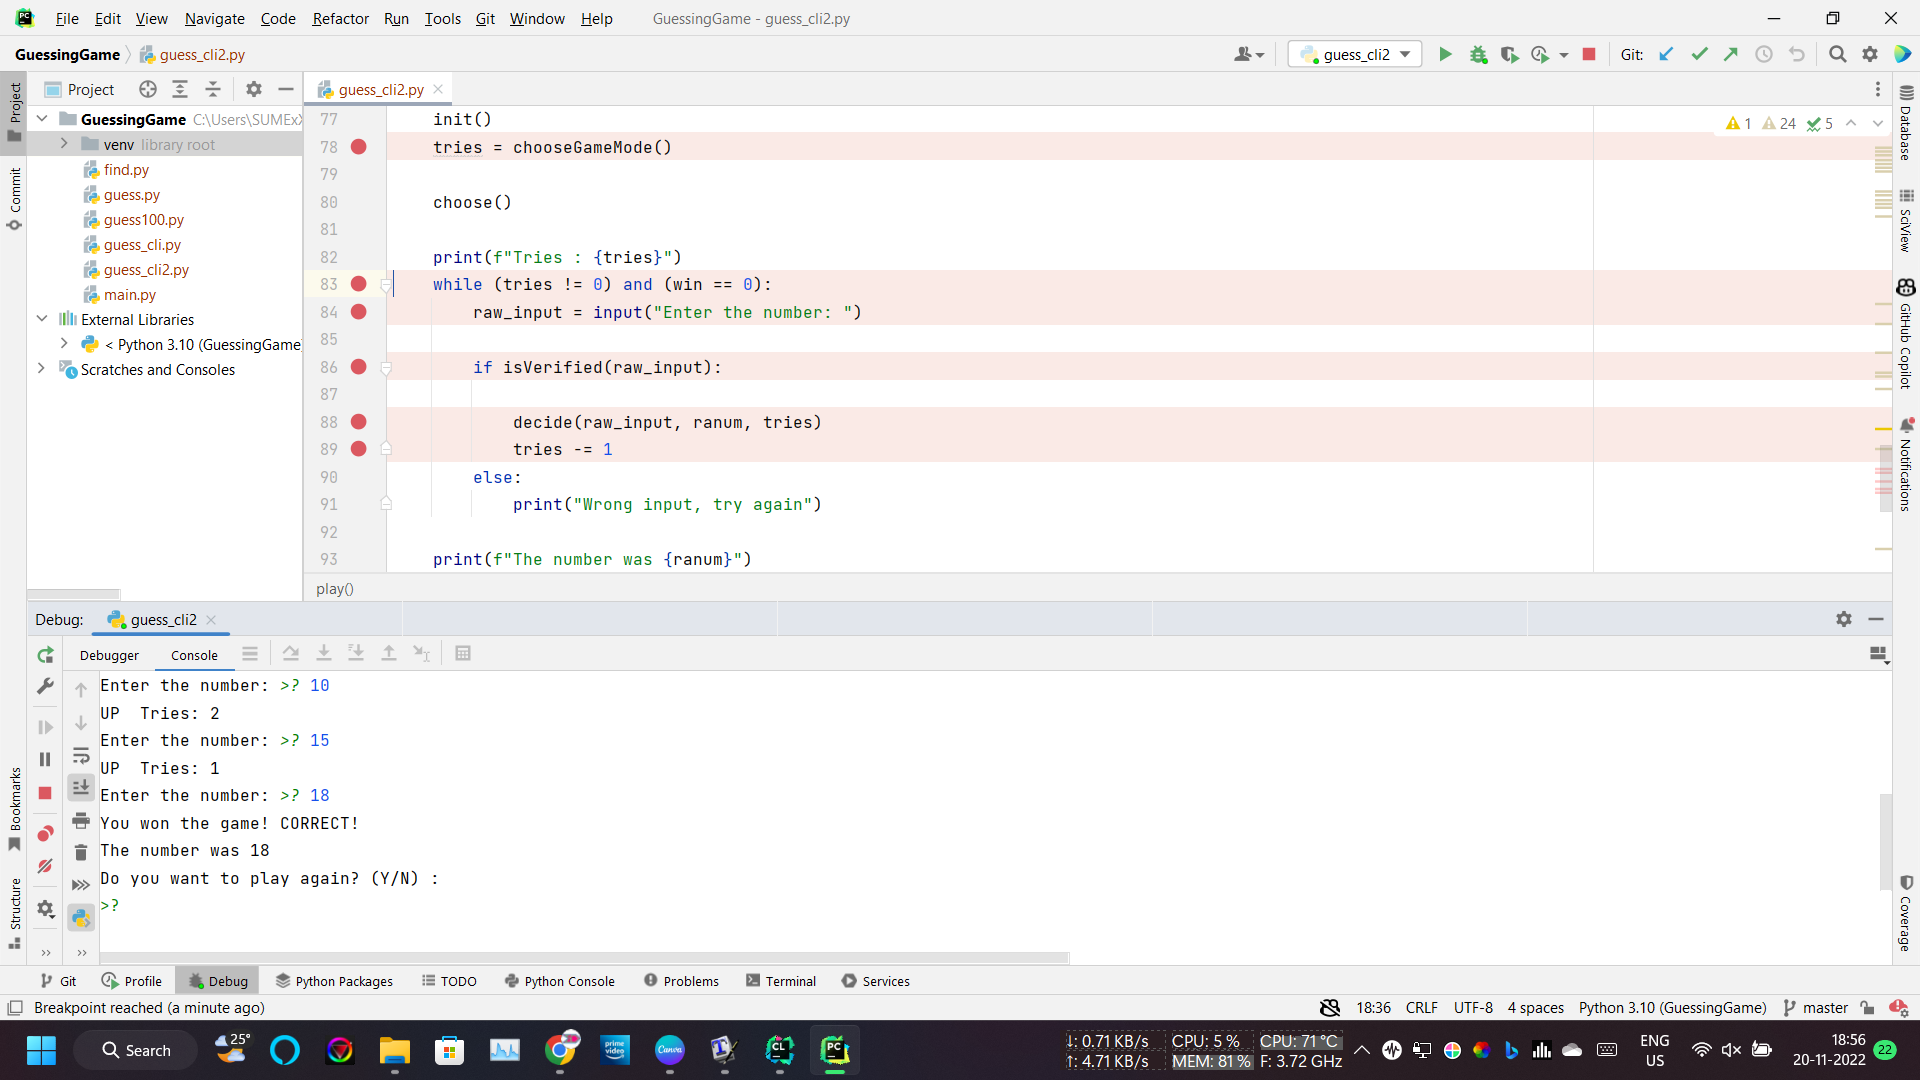 File Edit View Navigate Code Refactor Run Tools Git Window Help GuessingGame - guess_cli2.py
GuessingGame guess_cli2.py guess_cli2 Git:
Project guess_cli2.py
GuessingGame C:\Users\SUMEx
venv library root
find.py
guess.py
guess100.py
guess_cli.py
guess_cli2.py
main.py
External Libraries
< Python 3.10 (GuessingGame
Scratches and Consoles
Project
Commit
Bookmarks
Structure
77 init()
78 tries = chooseGameMode()
79
80 choose()
81
82 print(f"Tries : {tries}")
83 while (tries != 0) and (win == 0):
84 raw_input = input("Enter the number: ")
85
86 if isVerified(raw_input):
87
88 decide(raw_input, ranum, tries)
89 tries -= 1
90 else:
91 print("Wrong input, try again")
92
93 print(f"The number was {ranum}")
1 24 5
play()
Database
SciView
GitHub Copilot
Notifications
Coverage
Debug: guess_cli2
Debugger Console
Enter the number: >? 10
UP  Tries: 2
Enter the number: >? 15
UP  Tries: 1
Enter the number: >? 18
You won the game! CORRECT!
The number was 18
Do you want to play again? (Y/N) :
>?
Git Profile Debug Python Packages TODO Python Console Problems Terminal Services
Breakpoint reached (a minute ago) 18:36 CRLF UTF-8 4 spaces Python 3.10 (GuessingGame) master
Search 25° prime video Canva PC
↓: 0.71 KB/s CPU: 5 % CPU: 71 °C
↑: 4.71 KB/s MEM: 81 % F: 3.72 GHz
ENG
US
18:56
20-11-2022
22